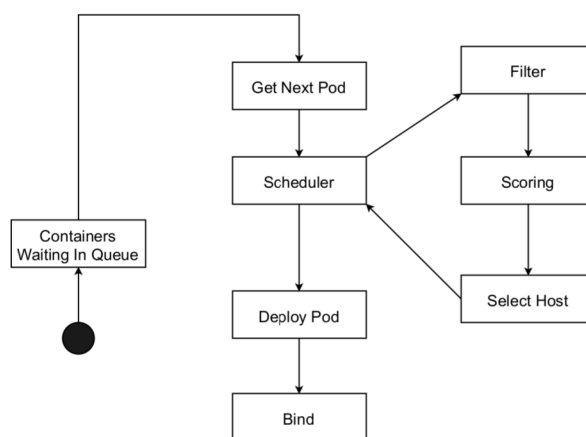 Get Next Pod
Filter
Scheduler
Scoring
Containers
Waiting In Queue
Select Host
Deploy Pod
Bind